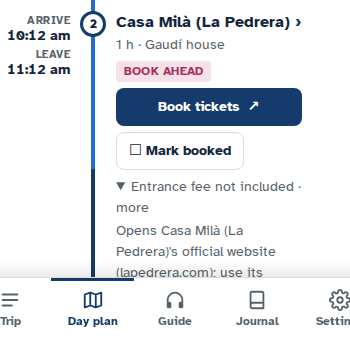 ARRIVE
10:12 am
LEAVE
11:12 am
2
Casa Milà (La Pedrera) ›
1 h · Gaudí house
BOOK AHEAD
Book tickets ↗
☐ Mark booked
▼ Entrance fee not included ·
more
Opens Casa Milà (La
Pedrera)'s official website
(lapedrera.com); use its
Trip
Day plan
Guide
Journal
Settin